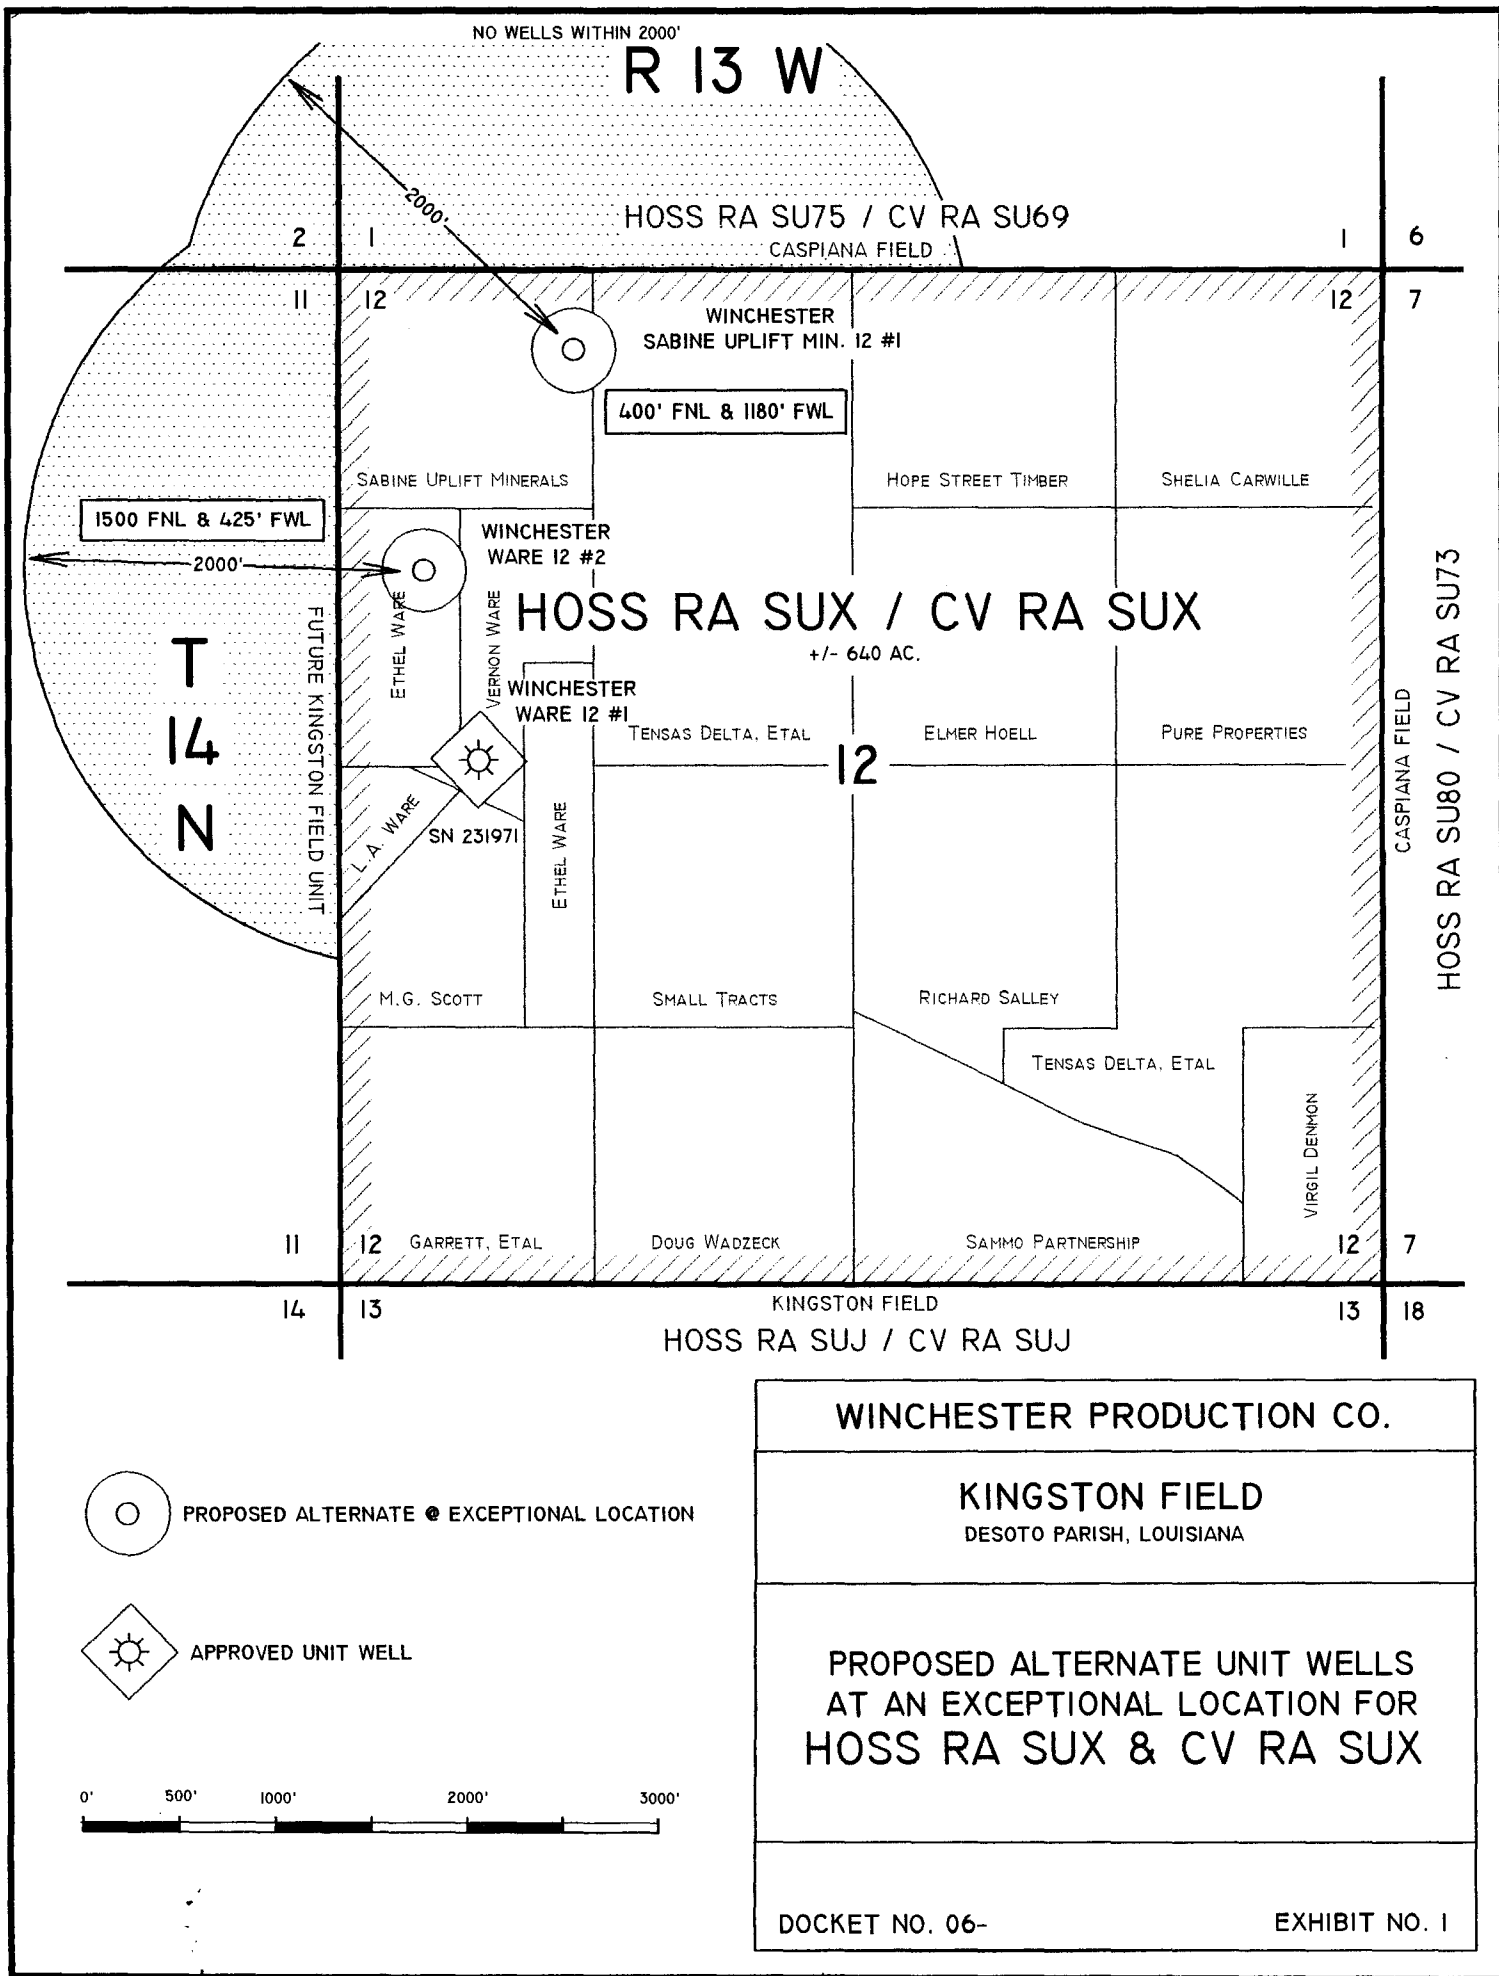 NO WELLS WITHIN 2000'
R 13 W
2000'
HOSS RA SU75 / CV RA SU69
CASPIANA FIELD
2 1
1 6
11 12
12 7
WINCHESTER
SABINE UPLIFT MIN. 12 #1
400' FNL & 1180' FWL
SABINE UPLIFT MINERALS
HOPE STREET TIMBER
SHELIA CARWILLE
1500 FNL & 425' FWL
2000'
WINCHESTER
WARE 12 #2
ETHEL WARE
VERNON WARE
HOSS RA SUX / CV RA SUX
+/- 640 AC.
T
14
N
FUTURE KINGSTON FIELD UNIT
WINCHESTER
WARE 12 #1
TENSAS DELTA, ETAL
ELMER HOELL
PURE PROPERTIES
12
CASPIANA FIELD
HOSS RA SU80 / CV RA SU73
L.A. WARE
SN 231971
ETHEL WARE
M.G. SCOTT
SMALL TRACTS
RICHARD SALLEY
TENSAS DELTA, ETAL
VIRGIL DENMON
11 12
GARRETT, ETAL
DOUG WADZECK
SAMMO PARTNERSHIP
12 7
14 13
KINGSTON FIELD
13 18
HOSS RA SUJ / CV RA SUJ
PROPOSED ALTERNATE @ EXCEPTIONAL LOCATION
APPROVED UNIT WELL
0' 500' 1000' 2000' 3000'
WINCHESTER PRODUCTION CO.
KINGSTON FIELD
DESOTO PARISH, LOUISIANA
PROPOSED ALTERNATE UNIT WELLS
AT AN EXCEPTIONAL LOCATION FOR
HOSS RA SUX & CV RA SUX
DOCKET NO. 06-
EXHIBIT NO. 1